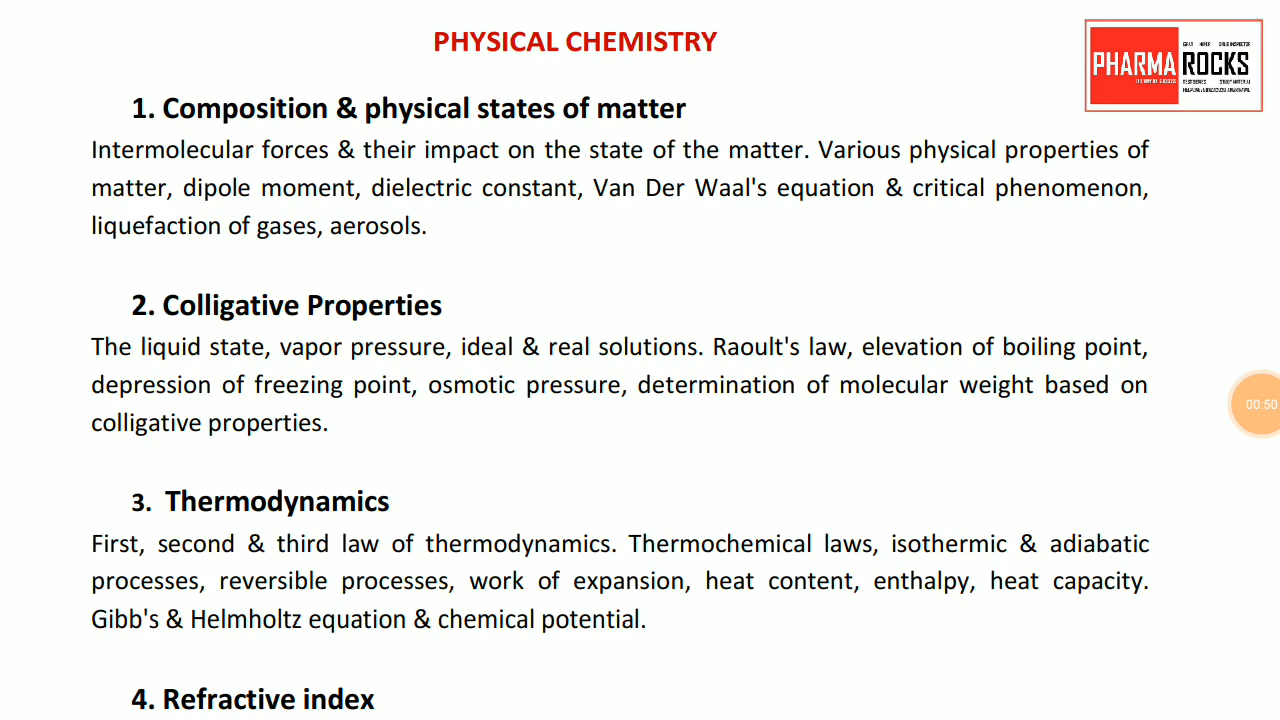 PHYSICAL CHEMISTRY
PHARMA ROCKS
1. Composition & physical states of matter
Intermolecular forces & their impact on the state of the matter. Various physical properties of
matter, dipole moment, dielectric constant, Van Der Waal's equation & critical phenomenon,
liquefaction of gases, aerosols.
2. Colligative Properties
The liquid state, vapor pressure, ideal & real solutions. Raoult's law, elevation of boiling point,
depression of freezing point, osmotic pressure, determination of molecular weight based on
colligative properties.
00:50
3. Thermodynamics
First, second & third law of thermodynamics. Thermochemical laws, isothermic & adiabatic
processes, reversible processes, work of expansion, heat content, enthalpy, heat capacity.
Gibb's & Helmholtz equation & chemical potential.
4. Refractive index